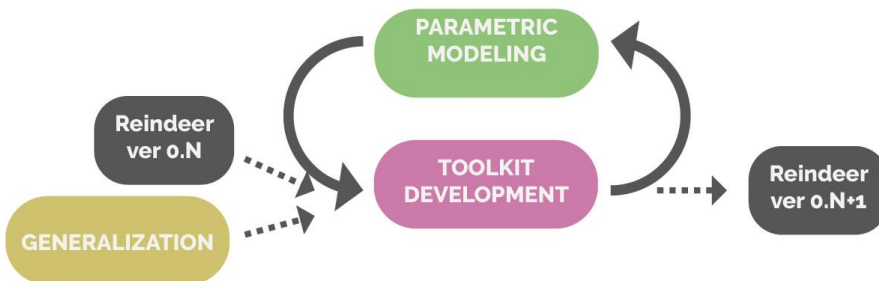 PARAMETRIC
MODELING
Reindeer
ver 0.N
TOOLKIT
DEVELOPMENT
Reindeer
ver 0.N+1
GENERALIZATION